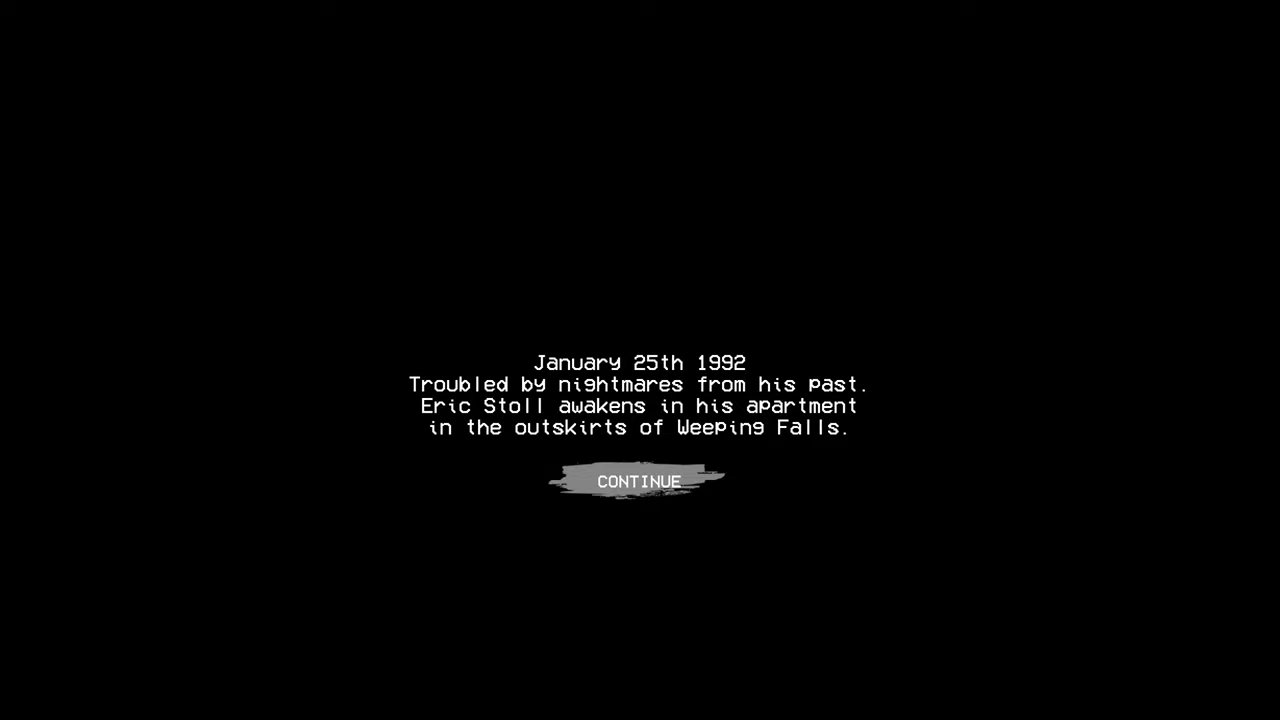 January 25th 1992
Troubled by nightmares from his past.
Eric Stoll awakens in his apartment
in the outskirts of Weeping Falls.
CONTINUE